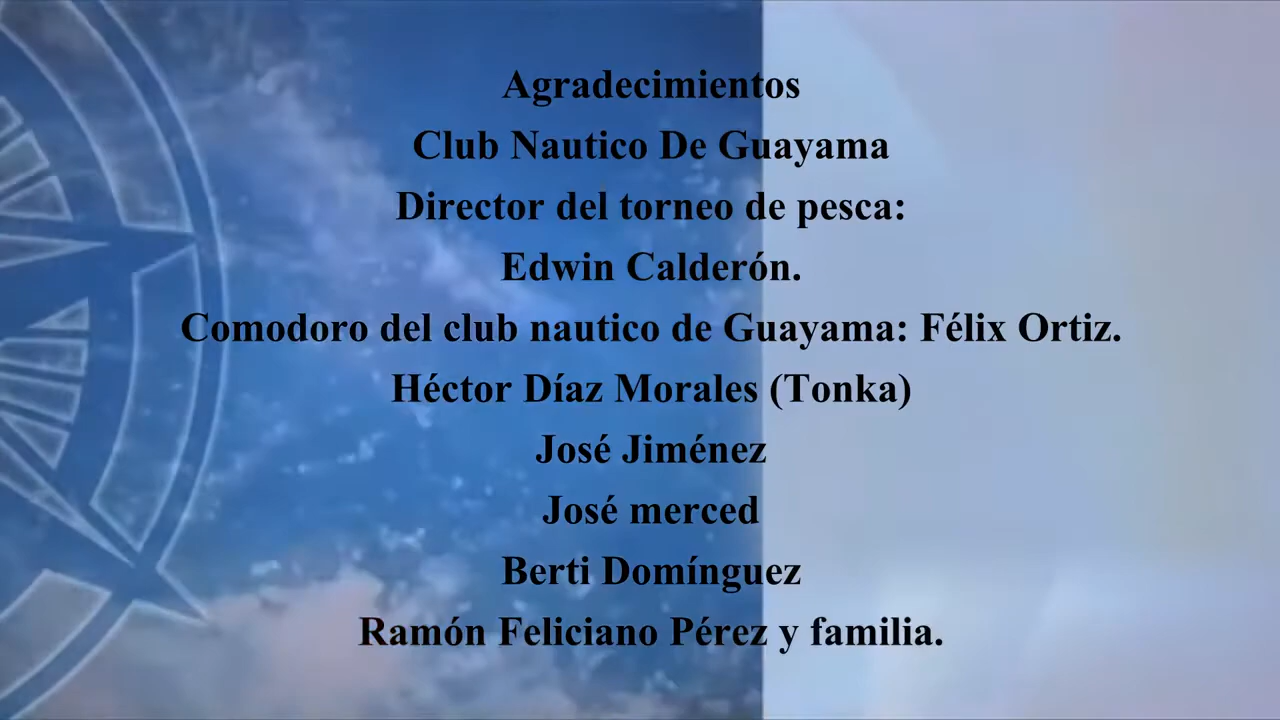 Agradecimientos
Club Nautico De Guayama
Director del torneo de pesca:
Edwin Calderón.
Comodoro del club nautico de Guayama: Félix Ortiz.
Héctor Díaz Morales (Tonka)
José Jiménez
José merced
Berti Domínguez
Ramón Feliciano Pérez y familia.